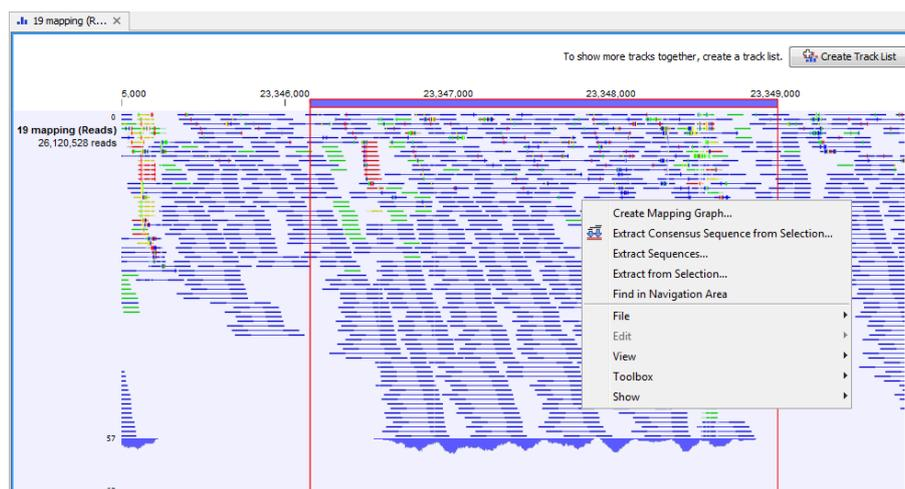 19 mapping (R...
To show more tracks together, create a track list.
Create Track List
5,000
23,346,000
23,347,000
23,348,000
23,349,000
0
19 mapping (Reads)
26,120,528 reads
Create Mapping Graph...
Extract Consensus Sequence from Selection...
Extract Sequences...
Extract from Selection...
Find in Navigation Area
File
Edit
View
Toolbox
Show
57